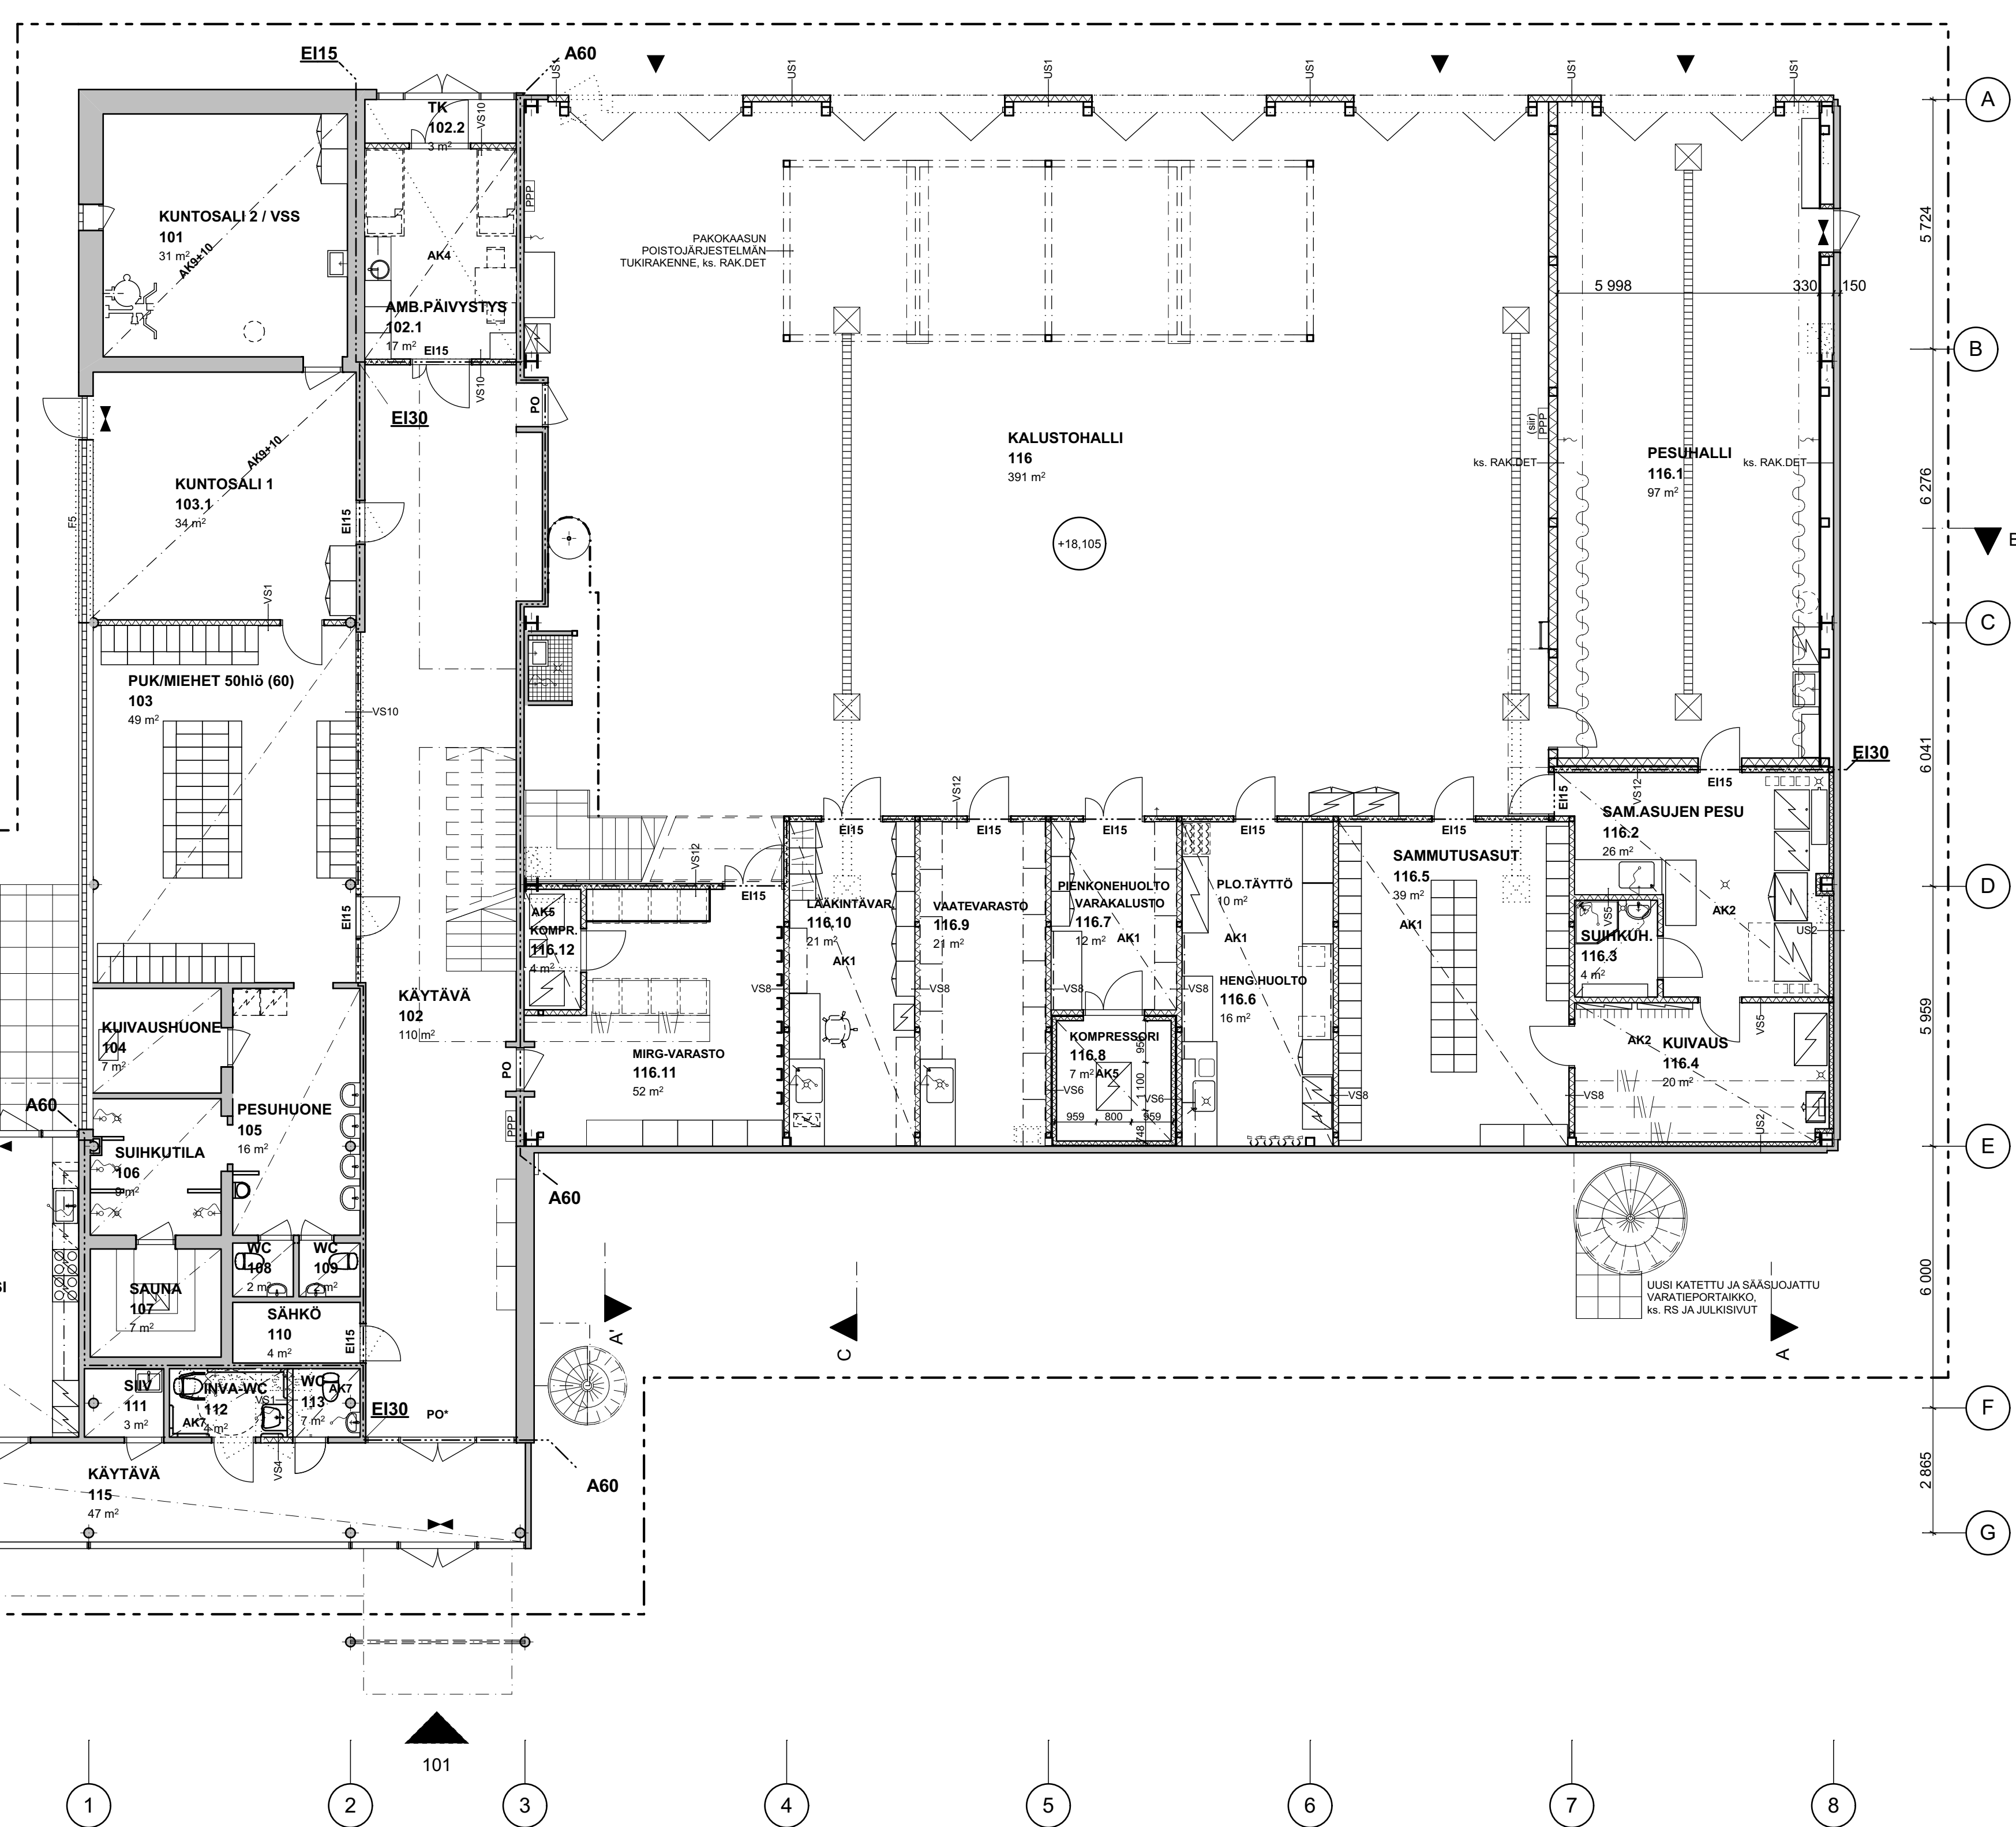 EI15
A60
US1
US1
US1
US1
US1
US1
A
TK
102.2
3 m²
VS10
KUNTOSALI 2 / VSS
101
31 m²
AK9+10
PPP
AK4
AMB.PÄIVYSTYS
102.1
17 m²
EI15
VS10
PAKOKAASUN
POISTOJÄRJESTELMÄN
TUKIRAKENNE, ks. RAK.DET
5 724
5 998
330
150
B
EI30
PO
KALUSTOHALLI
116
391 m²
+18,105
(siir)
PPP
ks. RAK.DET
PESUHALLI
116.1
97 m²
ks. RAK.DET
6 276
AK9+10
KUNTOSALI 1
103.1
34 m²
F5
EI15
VS1
C
PUK/MIEHET 50hlö (60)
103
49 m²
VS10
6 041
EI30
EI15
VS12
EI15
VS12
SAM.ASUJEN PESU
116.2
26 m²
EI15
EI15
EI15
EI15
EI15
VS12
EI15
SAMMUTUSASUT
116.5
39 m²
AK1
D
EI15
AK5
KOMPR.
116.12
4 m²
LÄÄKINTÄVAR.
116.10
21 m²
AK1
VAATEVARASTO
116.9
21 m²
PIENKONEHUOLTO
VARAKALUSTO
116.7
12 m²
AK1
PLO.TÄYTTÖ
10 m²
AK1
VS5
AK2
SUIHKUH.
116.3
4 m²
US2
KÄYTÄVÄ
102
110 m²
VS8
VS8
VS8
VS8
HENG.HUOLTO
116.6
16 m²
5 959
KUIVAUSHUONE
104
7 m²
PO
MIRG-VARASTO
116.11
52 m²
KOMPRESSORI
116.8
7 m²
AK5
959
1 100
748
959
800
959
VS6
VS6
VS8
VS8
AK2
KUIVAUS
116.4
20 m²
VS5
US2
A60
PESUHUONE
105
16 m²
PPP
SUIHKUTILA
106
9 m²
E
A60
WC
108
2 m²
WC
109
2 m²
SAUNA
107
7 m²
SÄHKÖ
110
4 m²
EI15
A'
C
A
UUSI KATETTU JA SÄÄSUOJATTU
VARATIEPORTAIKKO,
ks. RS JA JULKISIVUT
6 000
SIIV
111
3 m²
INVA-WC
112
4 m²
AK7
VS1
WC
113
7 m²
AK7
EI30
PO*
F
VS4
KÄYTÄVÄ
115
47 m²
A60
2 865
G
101
1
2
3
4
5
6
7
8